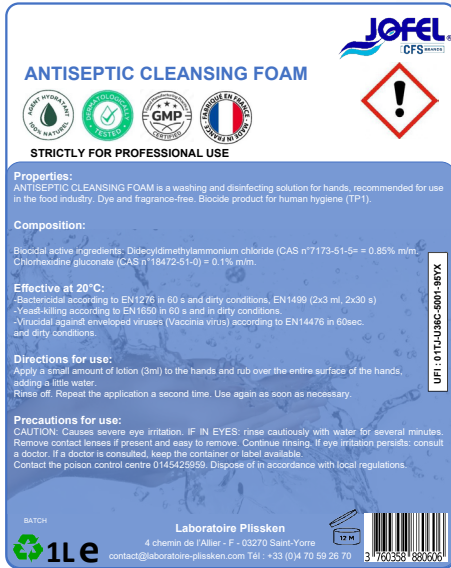 JOFEL®
CFS BRANDS
ANTISEPTIC CLEANSING FOAM
AGENT HYDRATANT
100% NATUREL
DERMATOLOGICALLY
TESTED
GMP
CERTIFIED
FABRIQUÉ EN FRANCE
MADE IN FRANCE
STRICTLY FOR PROFESSIONAL USE
Properties:
ANTISEPTIC CLEANSING FOAM is a washing and disinfecting solution for hands, recommended for use
in the food industry. Dye and fragrance-free. Biocide product for human hygiene (TP1).
Composition:
Biocidal active ingredients: Didecyldimethylammonium chloride (CAS n°7173-51-5= = 0.85% m/m.
Chlorhexidine gluconate (CAS n°18472-51-0) = 0.1% m/m.
Effective at 20°C:
-Bactericidal according to EN1276 in 60 s and dirty conditions, EN1499 (2x3 ml, 2x30 s)
-Yeast-killing according to EN1650 in 60 s and in dirty conditions.
-Virucidal against enveloped viruses (Vaccinia virus) according to EN14476 in 60sec.
and dirty conditions.
UFI : 01TJ-U36C-5001-95YX
Directions for use:
Apply a small amount of lotion (3ml) to the hands and rub over the entire surface of the hands,
adding a little water.
Rinse off. Repeat the application a second time. Use again as soon as necessary.
Precautions for use:
CAUTION: Causes severe eye irritation. IF IN EYES: rinse cautiously with water for several minutes.
Remove contact lenses if present and easy to remove. Continue rinsing. If eye irritation persists: consult
a doctor. If a doctor is consulted, keep the container or label available.
Contact the poison control centre 0145425959. Dispose of in accordance with local regulations.
BATCH
1L e
Laboratoire Plissken
4 chemin de l'Allier - F - 03270 Saint-Yorre
contact@laboratoire-plissken.com Tél : +33 (0)4 70 59 26 70
12 M
3 760358 880606